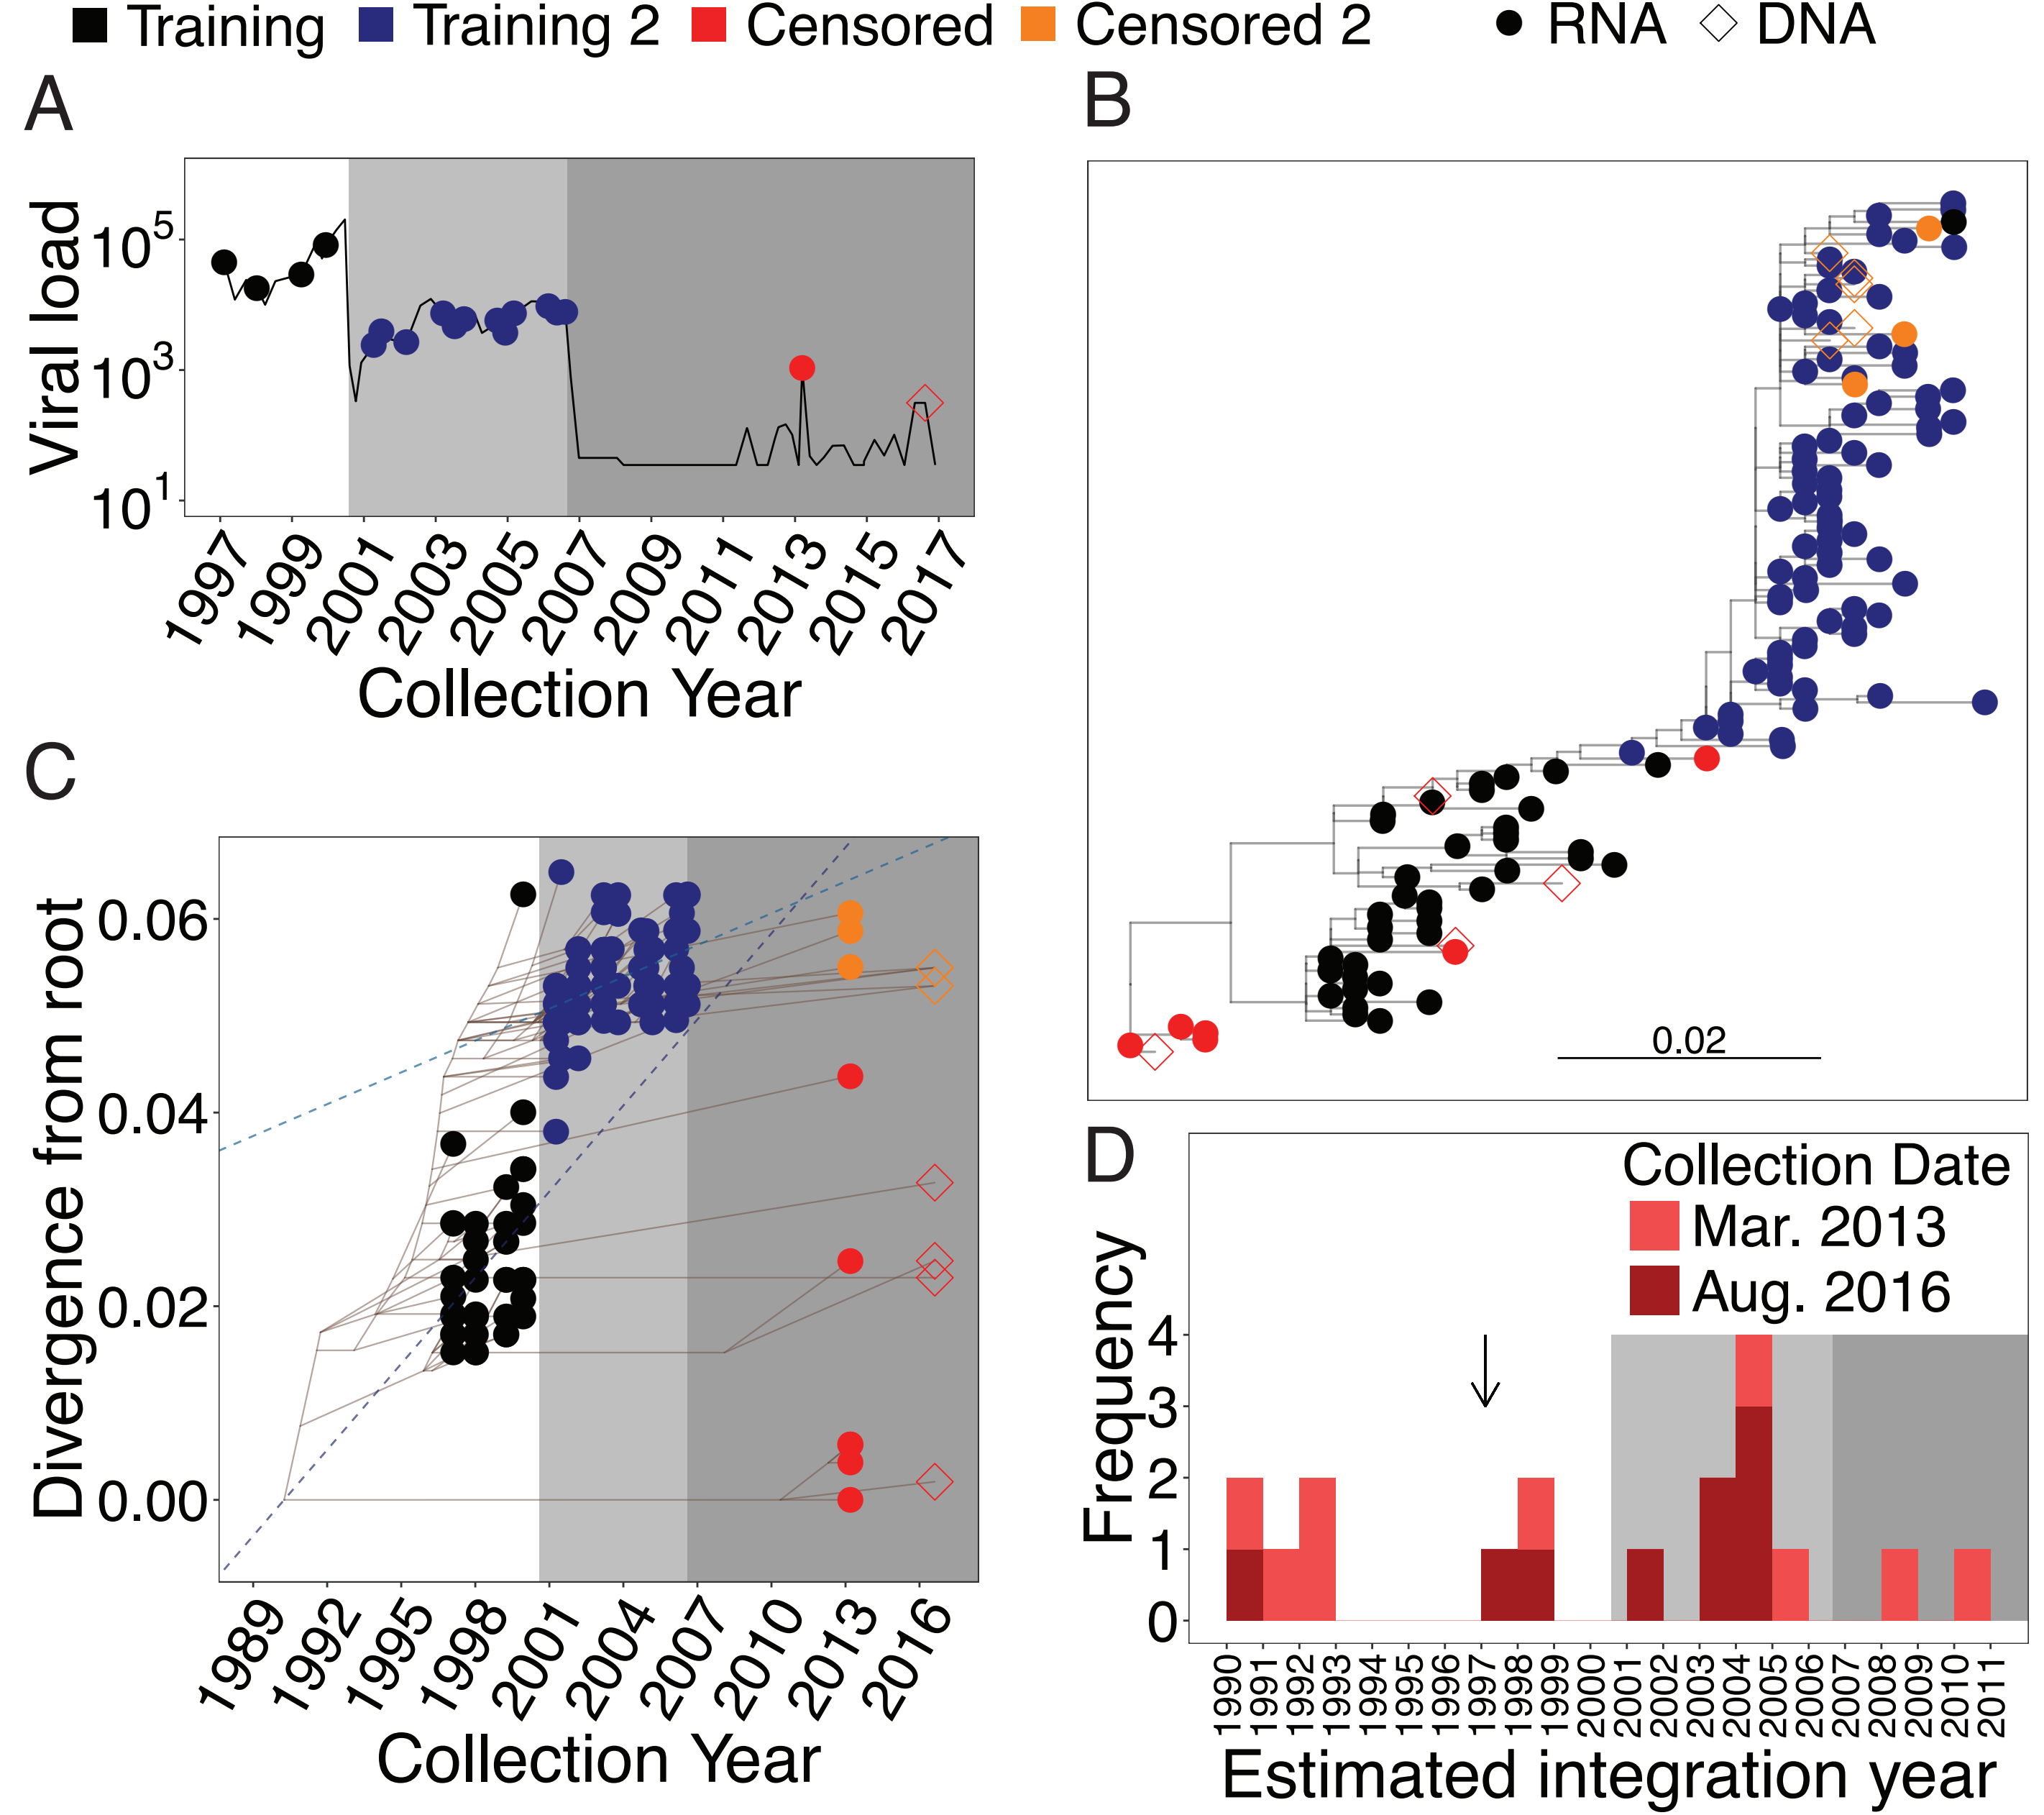 Training Training 2 Censored Censored 2 RNA DNA
A
Viral load
10^5
10^3
10^1
1997 1999 2001 2003 2005 2007 2009 2011 2013 2015 2017
Collection Year
B
0.02
C
Divergence from root
0.06
0.04
0.02
0.00
1989 1992 1995 1998 2001 2004 2007 2010 2013 2016
Collection Year
D
Collection Date
Mar. 2013
Aug. 2016
Frequency
4
3
2
1
0
1990 1991 1992 1993 1994 1995 1996 1997 1998 1999 2000 2001 2002 2003 2004 2005 2006 2007 2008 2009 2010 2011
Estimated integration year